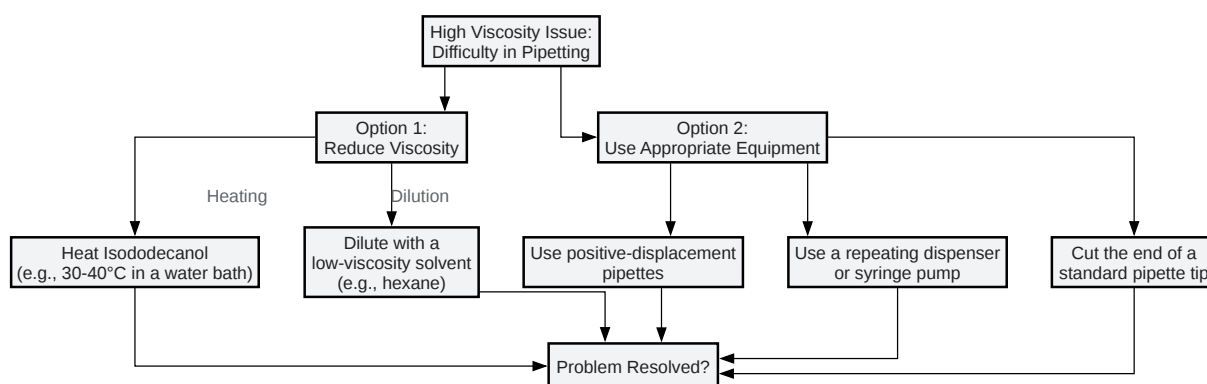 High Viscosity Issue:
Difficulty in Pipetting
Option 1:
Reduce Viscosity
Option 2:
Use Appropriate Equipment
Heating
Dilution
Heat Isododecanol
(e.g., 30-40°C in a water bath)
Dilute with a
low-viscosity solvent
(e.g., hexane)
Use positive-displacement
pipettes
Use a repeating dispenser
or syringe pump
Cut the end of a
standard pipette tip
Problem Resolved?